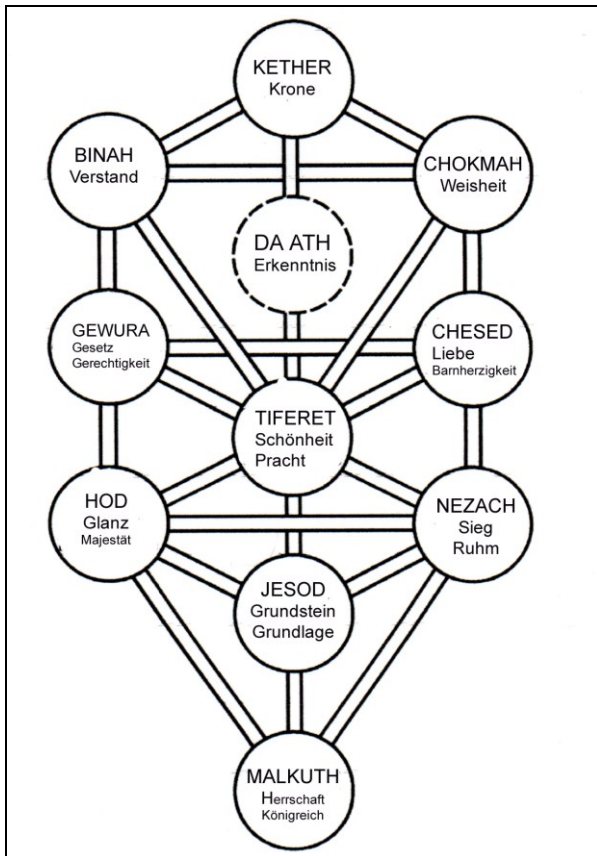 KETHER
Krone
BINAH
Verstand
CHOKMAH
Weisheit
DA ATH
Erkenntnis
GEWURA
Gesetz
Gerechtigkeit
CHESED
Liebe
Barnherzigkeit
TIFERET
Schönheit
Pracht
HOD
Glanz
Majestät
NEZACH
Sieg
Ruhm
JESOD
Grundstein
Grundlage
MALKUTH
Herrschaft
Königreich